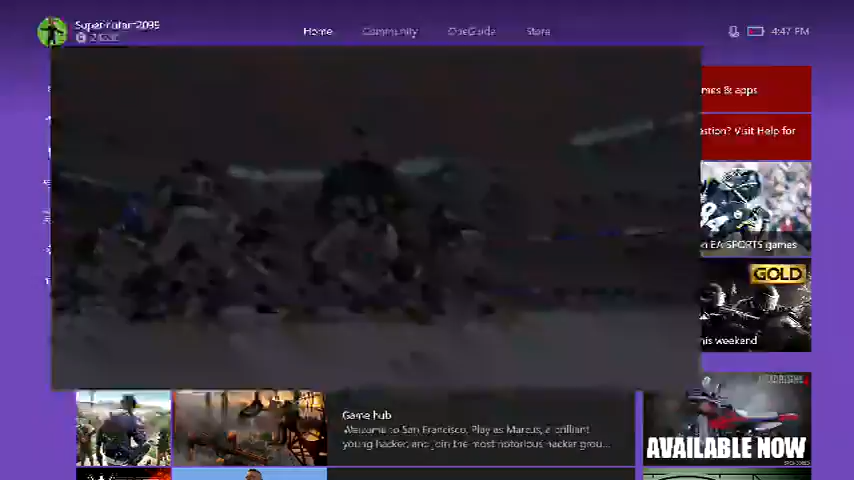 Home
Community
OneGuide
Store
4:47 PM
mes & apps
estion? Visit Help for
n EA SPORTS games
GOLD
his weekend
Game hub
Welcome to San Francisco. Play as Marcus, a brilliant
young hacker, and join the most notorious hacker grou...
AVAILABLE NOW